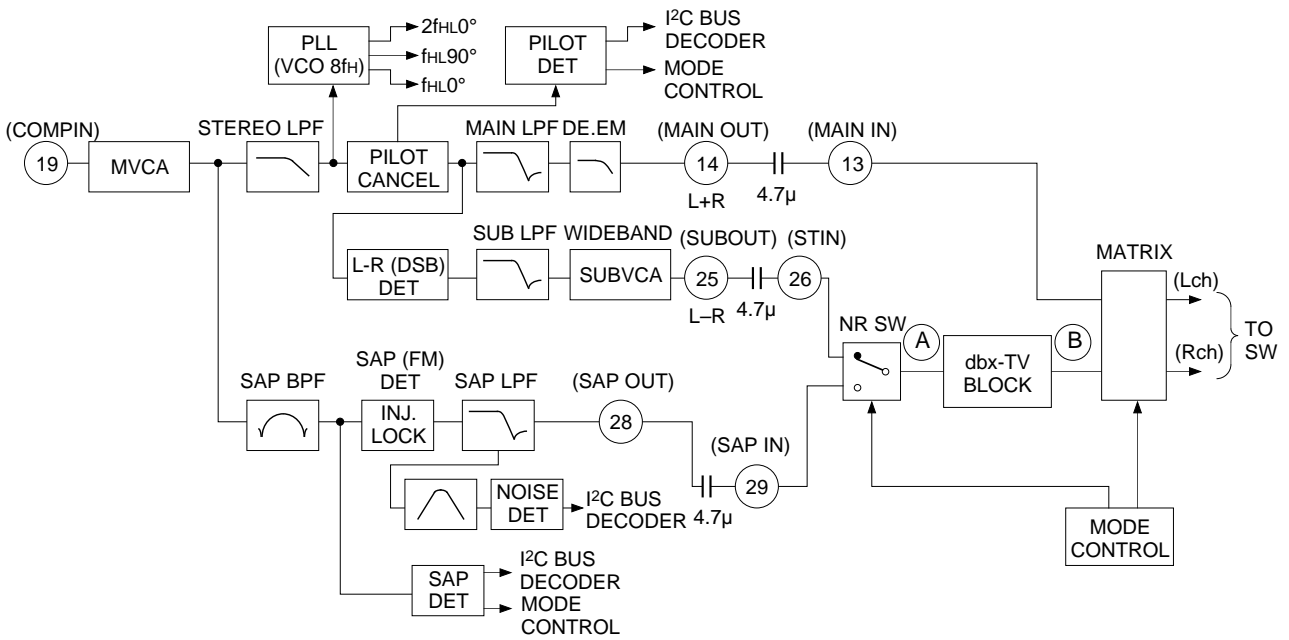 PLL
(VCO 8fH)
2fHL0°
fHL90°
fHL0°
PILOT
DET
I²C BUS
DECODER
MODE
CONTROL
(COMPIN)
19
MVCA
STEREO LPF
PILOT
CANCEL
MAIN LPF
DE.EM
(MAIN OUT)
14
L+R
4.7μ
(MAIN IN)
13
L-R (DSB)
DET
SUB LPF
WIDEBAND
SUBVCA
(SUBOUT)
25
L–R
4.7μ
(STIN)
26
NR SW
A
dbx-TV
BLOCK
B
MATRIX
(Lch)
(Rch)
TO
SW
SAP BPF
SAP (FM)
DET
INJ.
LOCK
SAP LPF
(SAP OUT)
28
4.7μ
(SAP IN)
29
NOISE
DET
I²C BUS
DECODER
SAP
DET
I²C BUS
DECODER
MODE
CONTROL
MODE
CONTROL